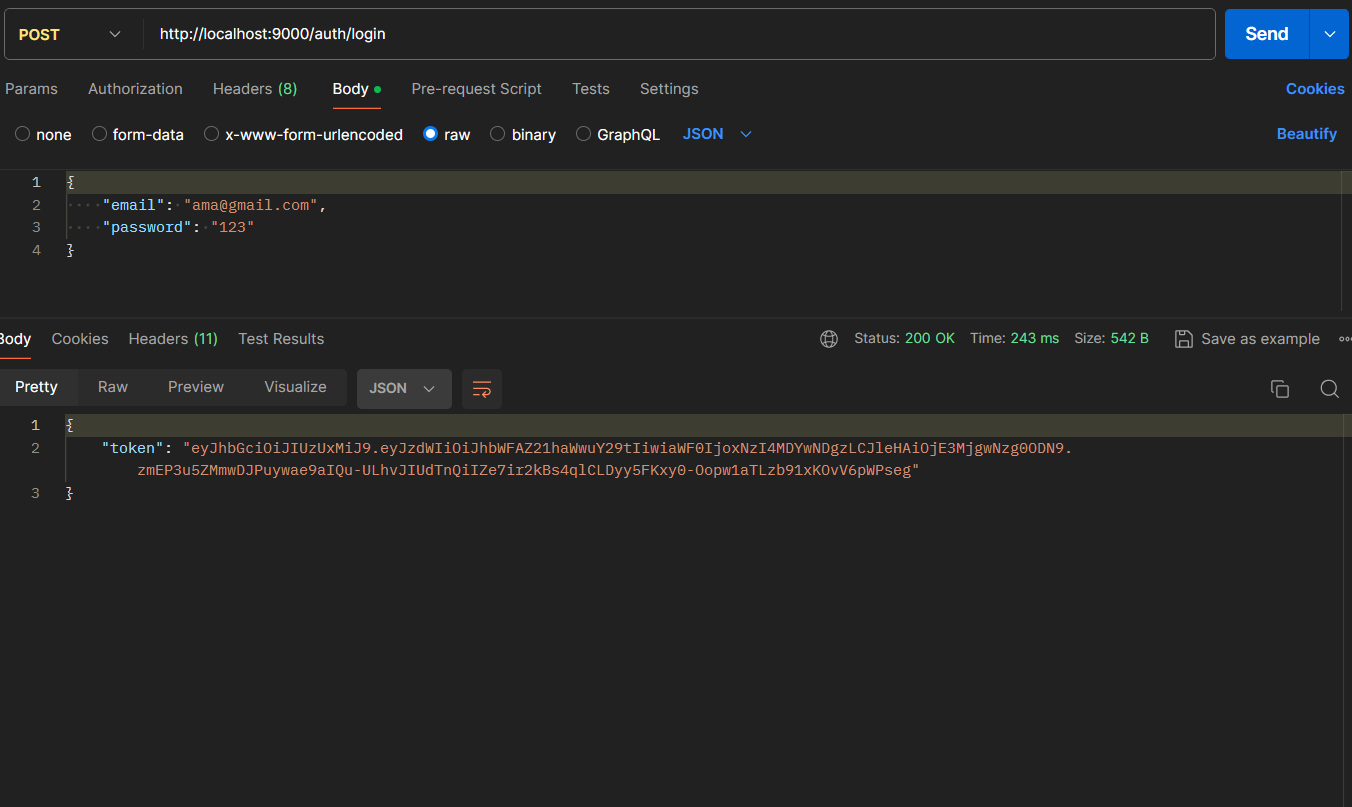 POST http://localhost:9000/auth/login Send
Params Authorization Headers (8) Body Pre-request Script Tests Settings Cookies
none form-data x-www-form-urlencoded raw binary GraphQL JSON Beautify
1 {
2 "email": "ama@gmail.com",
3 "password": "123"
4 }
Body Cookies Headers (11) Test Results Status: 200 OK Time: 243 ms Size: 542 B Save as example
Pretty Raw Preview Visualize JSON
1 {
2 "token": "eyJhbGciOiJIUzUxMiJ9.eyJzdWIiOiJhbWFAZ21haWwuY29tIiwiaWF0IjoxNzI4MDYwNDgzLCJleHAiOjE3MjgwNzg0ODN9.
zmEP3u5ZMmwDJPuywae9aIQu-ULhvJIUdTnQiIZe7ir2kBs4qlCLDyy5FKxy0-Oopw1aTLzb91xKOvV6pWPseg"
3 }